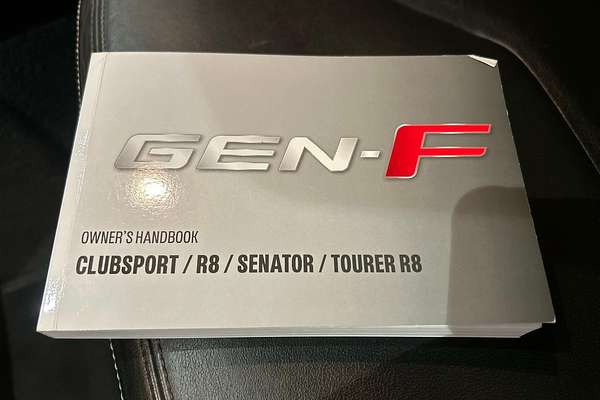 GEN-F
OWNER'S HANDBOOK
CLUBSPORT / R8 / SENATOR / TOURER R8